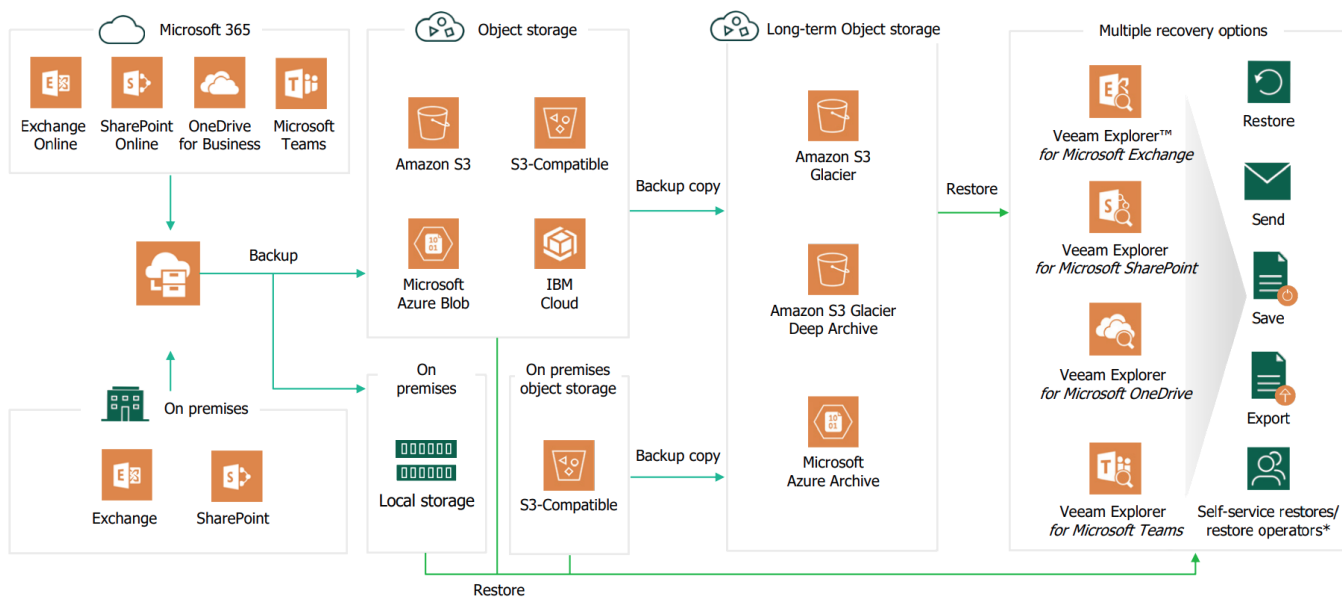 Microsoft 365
Exchange
Online
SharePoint
Online
OneDrive
for Business
Microsoft
Teams
Backup
On premises
Exchange
SharePoint
Object storage
Amazon S3
S3-Compatible
Microsoft
Azure Blob
IBM
Cloud
On
premises
Local storage
On premises
object storage
S3-Compatible
Backup copy
Backup copy
Long-term Object storage
Amazon S3
Glacier
Amazon S3 Glacier
Deep Archive
Microsoft
Azure Archive
Restore
Restore
Multiple recovery options
Veeam Explorer™
for Microsoft Exchange
Veeam Explorer
for Microsoft SharePoint
Veeam Explorer
for Microsoft OneDrive
Veeam Explorer
for Microsoft Teams
Restore
Send
Save
Export
Self-service restores/
restore operators*